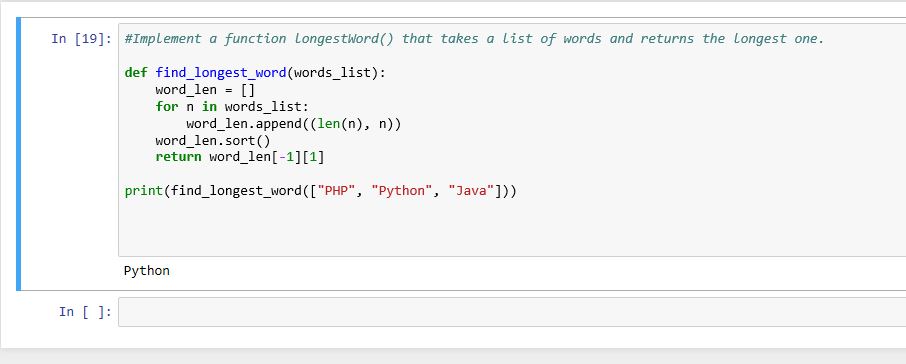 In [19]: #Implement a function longestWord() that takes a list of words and returns the longest one.
def find_longest_word(words_list):
    word_len = []
    for n in words_list:
        word_len.append((len(n), n))
    word_len.sort()
    return word_len[-1][1]
print(find_longest_word(["PHP", "Python", "Java"]))
Python
In [ ]: